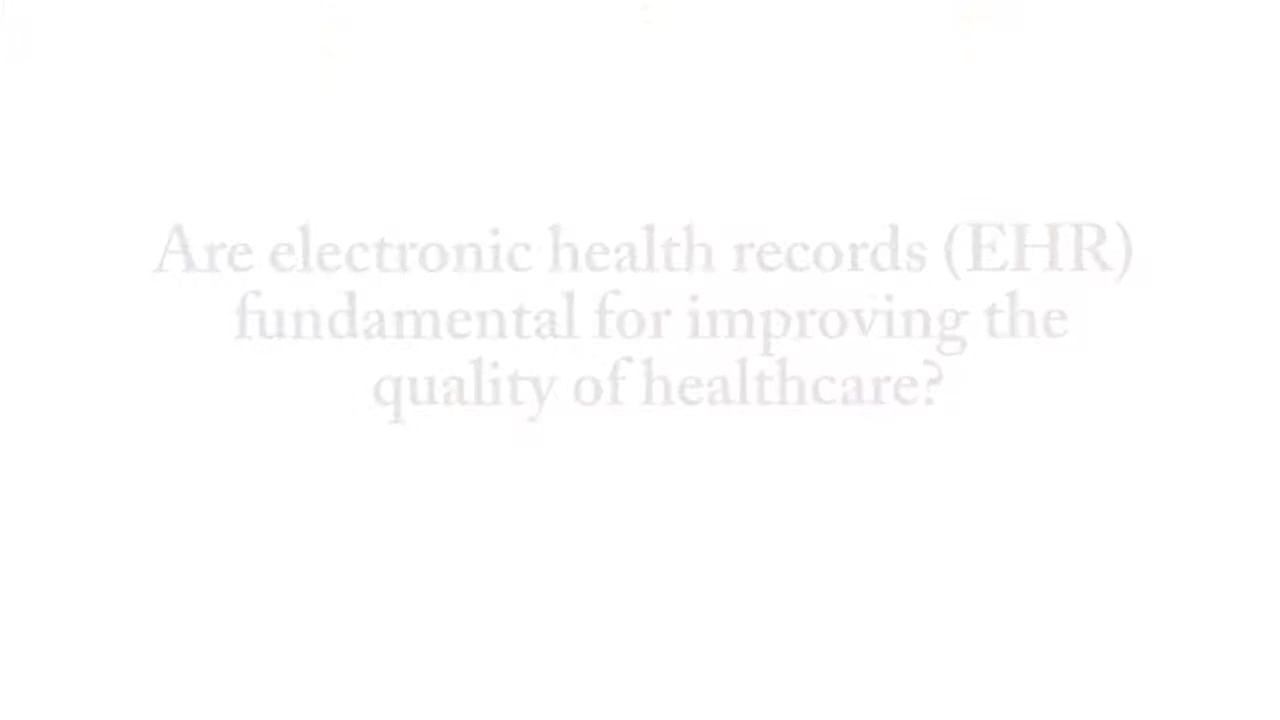 Are electronic health records (EHR)
fundamental for improving the
quality of healthcare?